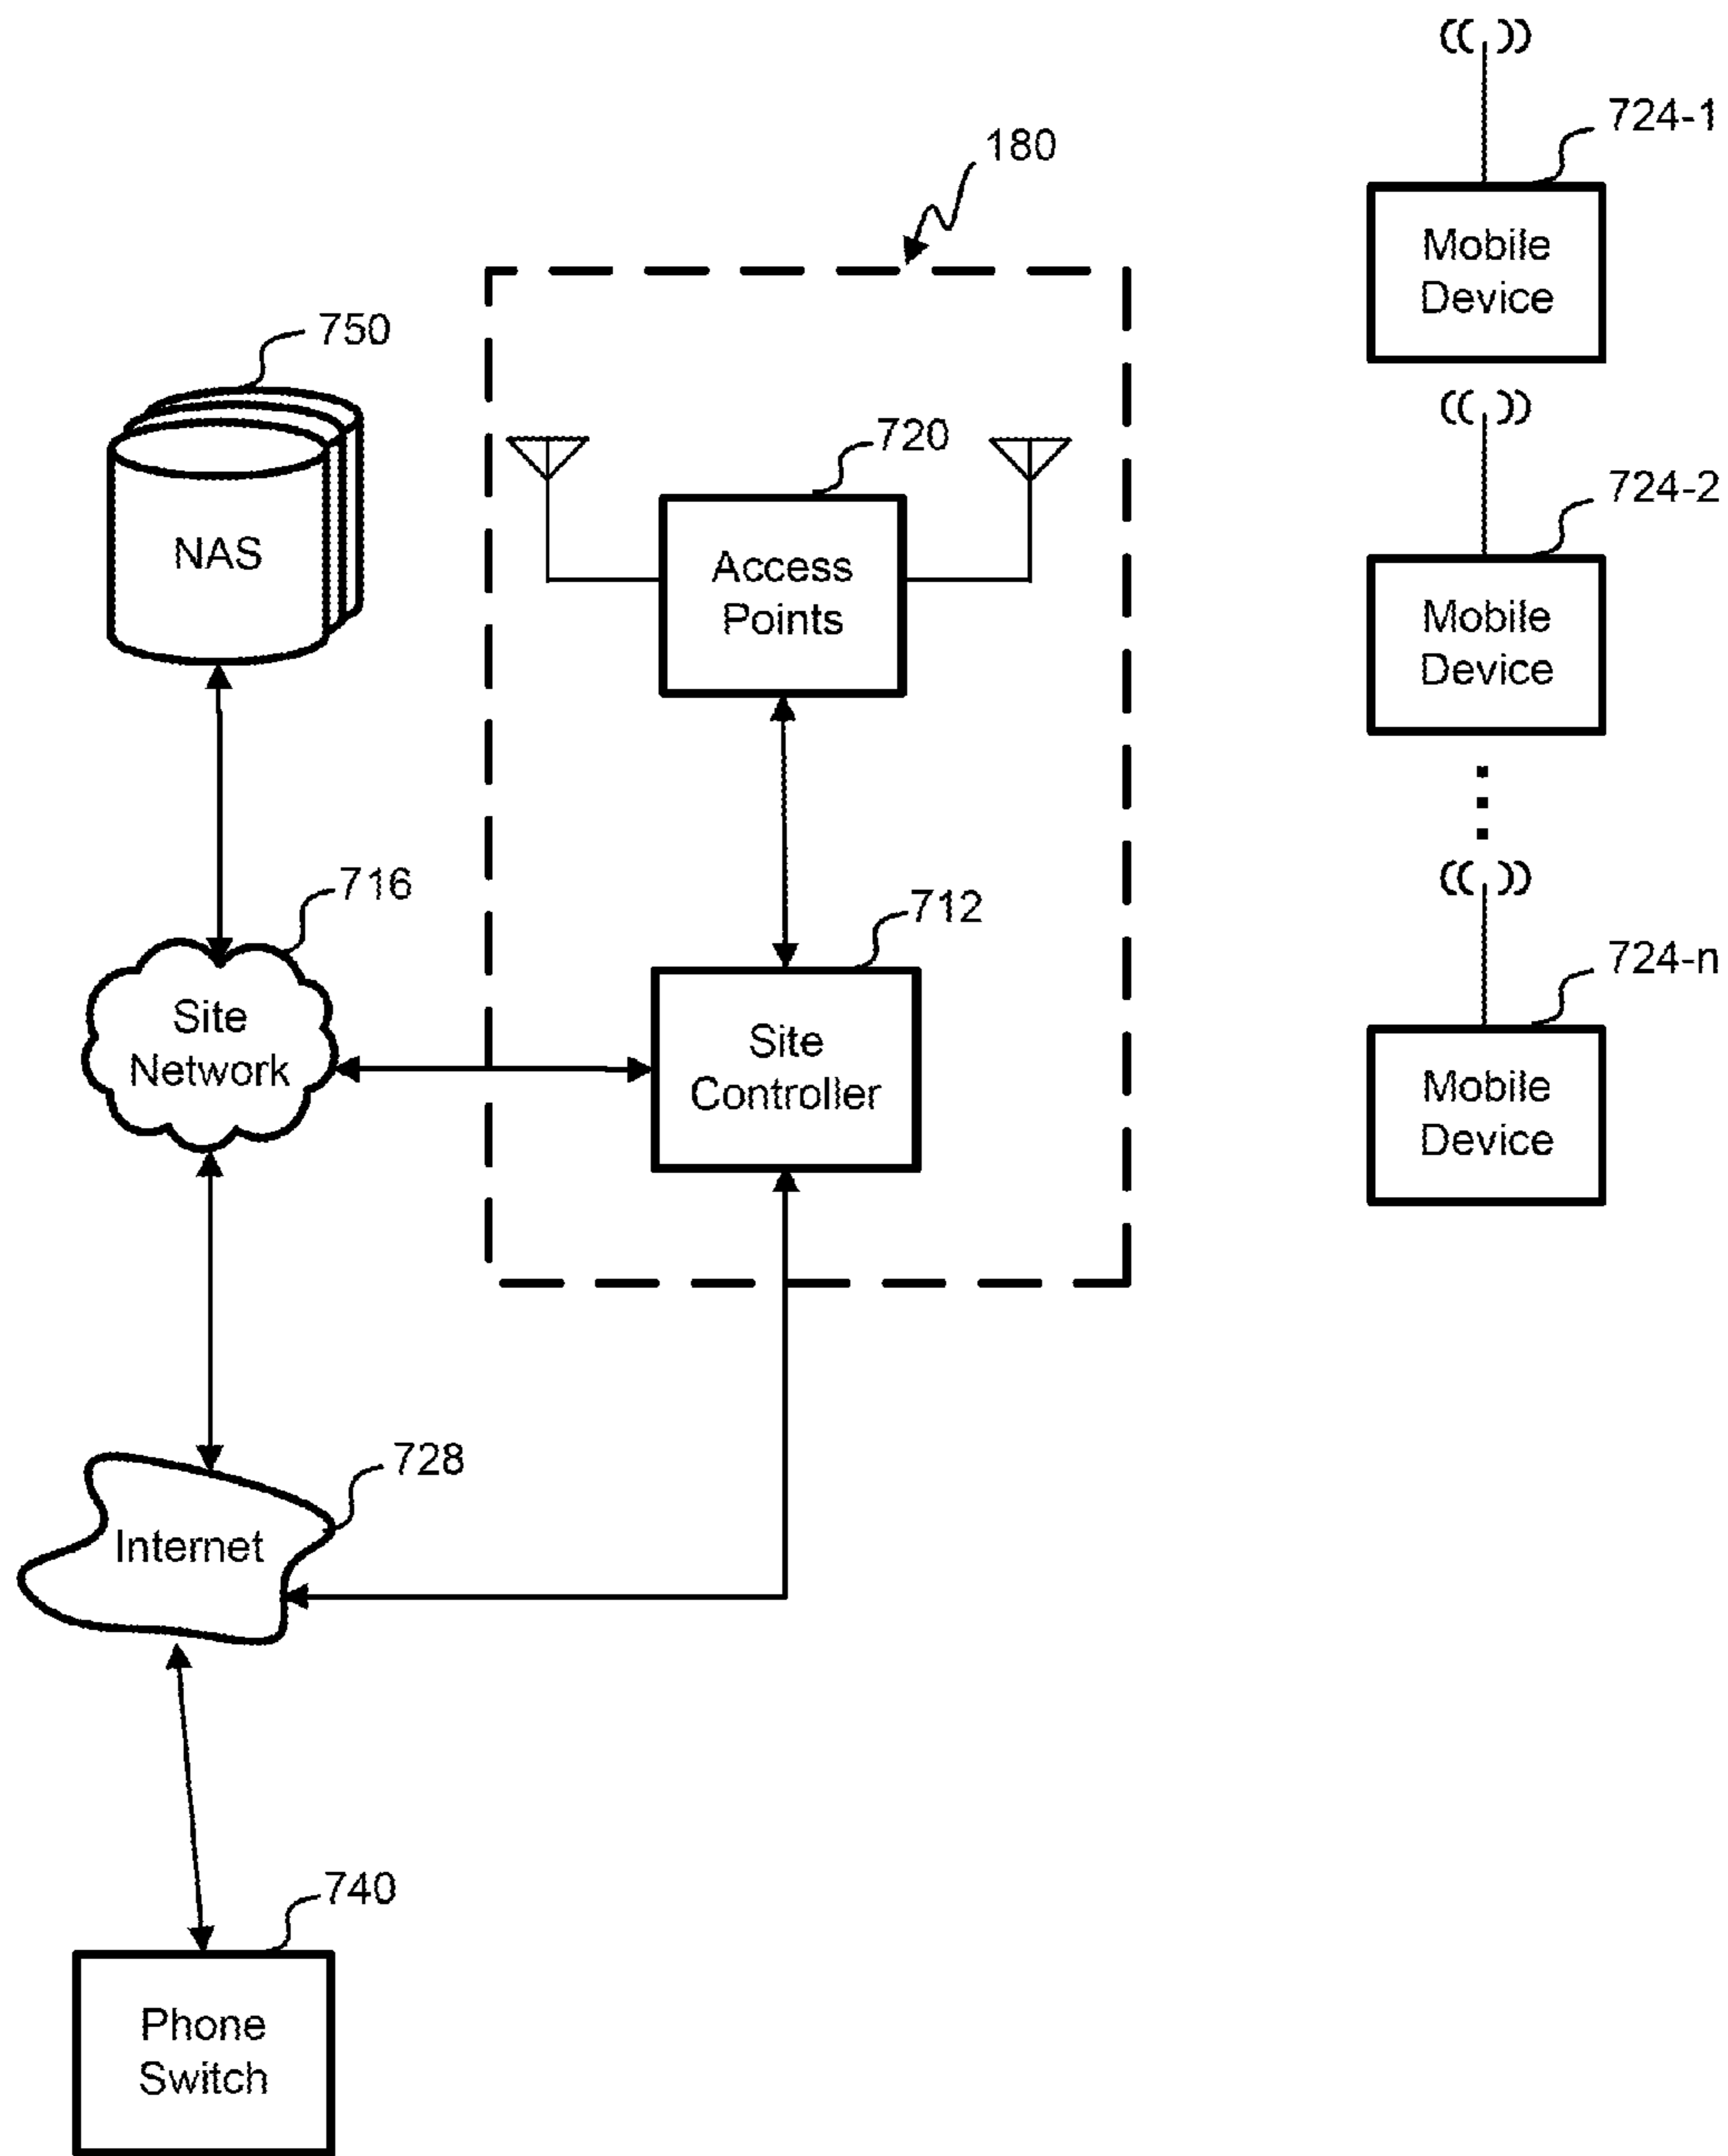 724-1
180
Mobile
Device
750
720
724-2
NAS
Access
Points
Mobile
Device
716
712
724-n
Site
Network
Site
Controller
Mobile
Device
728
Internet
740
Phone
Switch